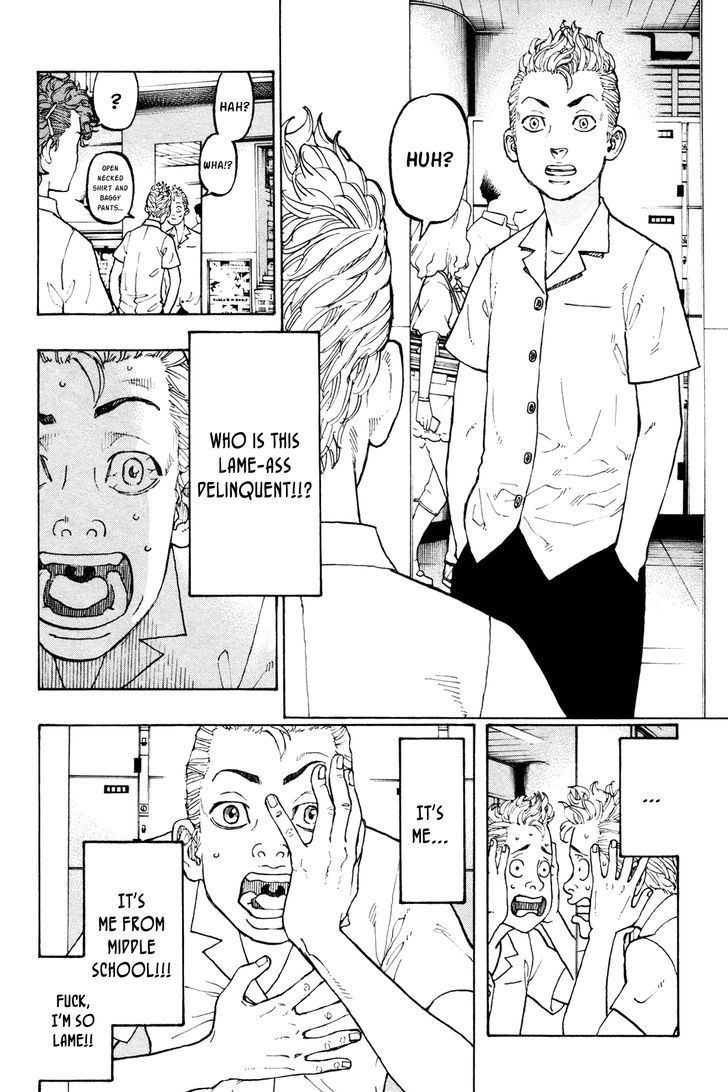 HUH?
HAH?
WHA!?
?
OPEN
NECKED
SHIRT AND
BAGGY
PANTS...
WHO IS THIS
LAME-ASS
DELINQUENT!!?
...
IT'S
ME...
IT'S
ME FROM
MIDDLE
SCHOOL!!!
FUCK,
I'M SO
LAME!!